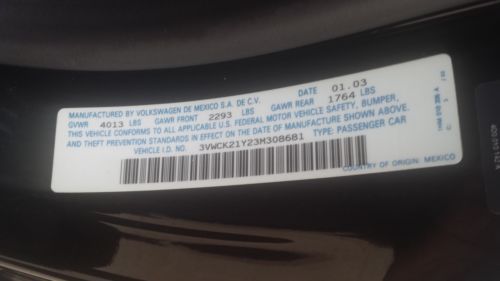 MANUFACTURED BY VOLKSWAGEN DE MEXICO S.A. DE C.V. DATE 01.03
GVWR 4013 LBS GAWR FRONT 2293 LBS GAWR REAR 1764 LBS
THIS VEHICLE CONFORMS TO ALL APPLICABLE U.S. FEDERAL MOTOR VEHICLE SAFETY, BUMPER,
AND THEFT PREVENTION STANDARDS IN EFFECT ON THE DATE OF MANUFACTURE SHOWN ABOVE.
VEHICLE I.D. NO. 3VWCK21Y23M308681 TYPE: PASSENGER CAR
COUNTRY OF ORIGIN: MEXICO